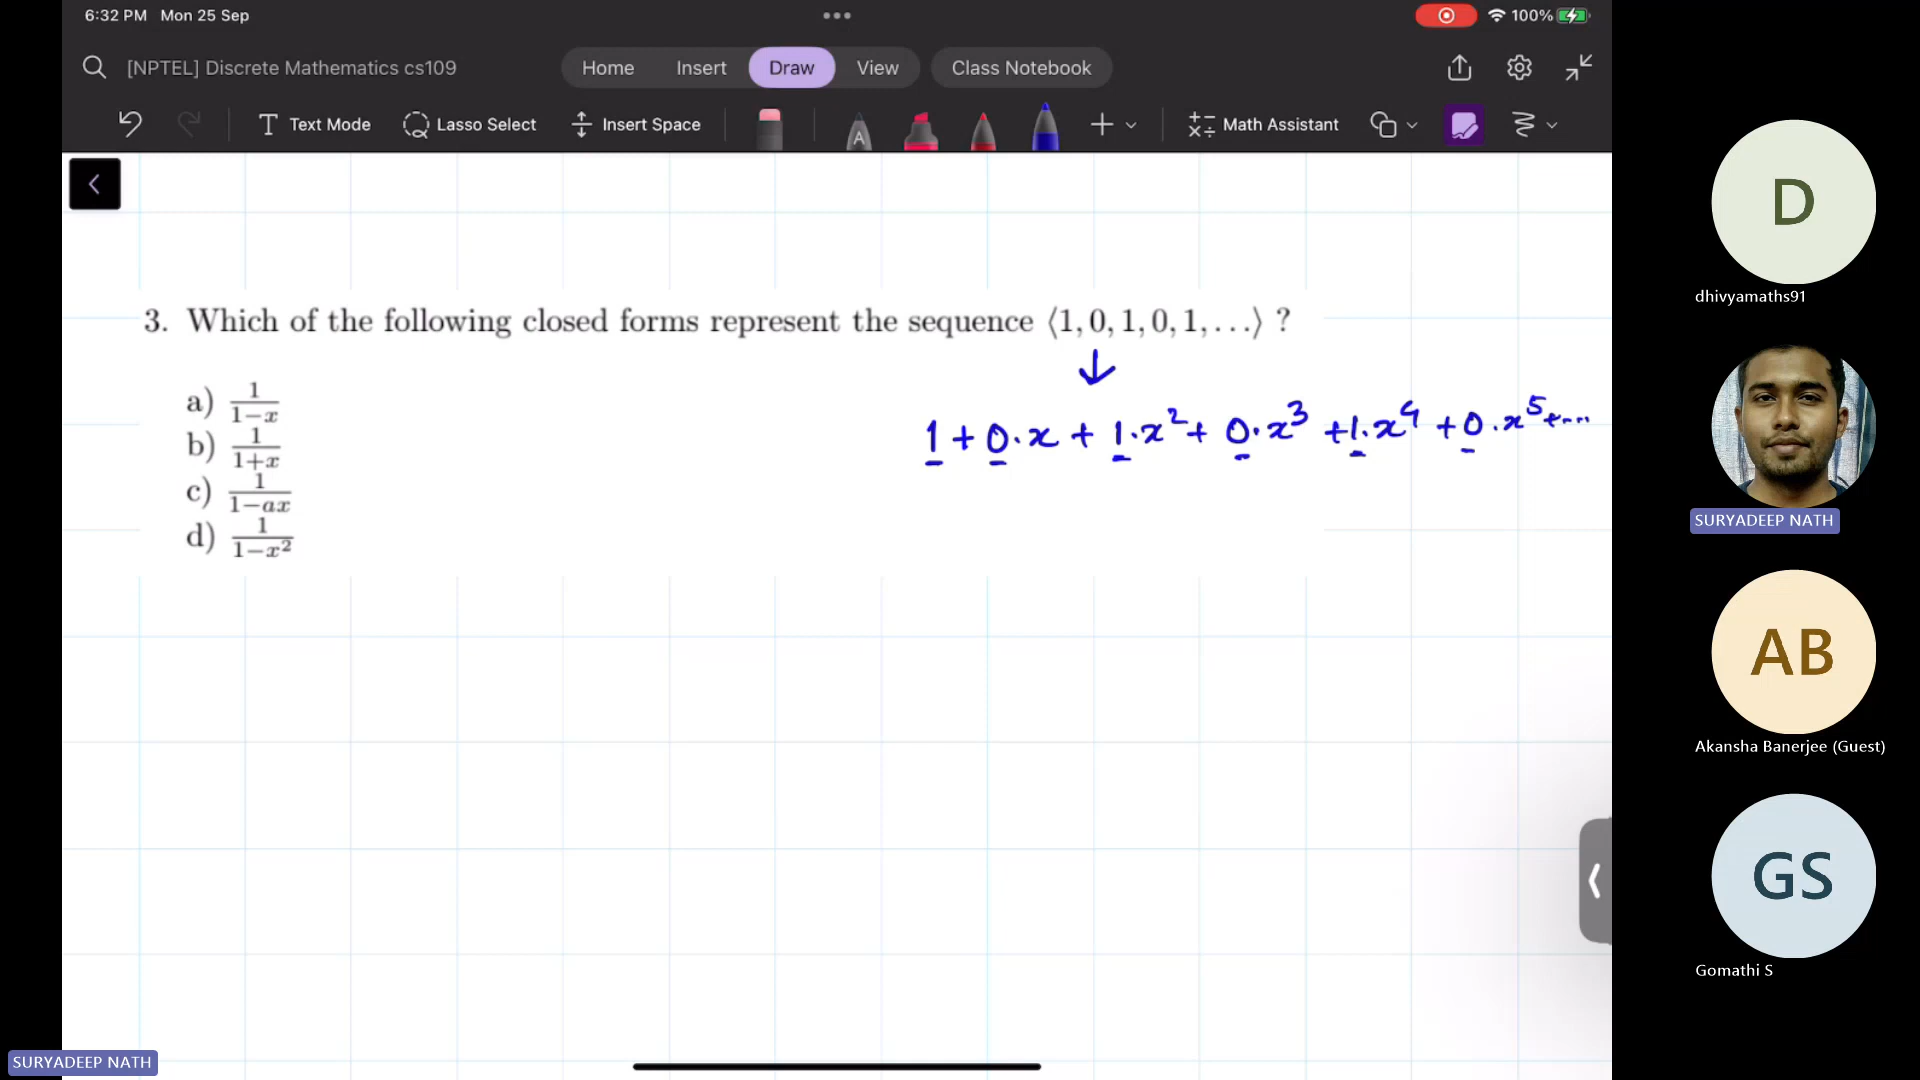 6:32 PM Mon 25 Sep
100%
[NPTEL] Discrete Mathematics cs109
Home Insert Draw View Class Notebook
Text Mode Lasso Select Insert Space A Math Assistant
3. Which of the following closed forms represent the sequence ⟨1, 0, 1, 0, 1, . . .⟩ ?
a) 1/(1−x)
b) 1/(1+x)
c) 1/(1−ax)
d) 1/(1−x²)
1 + 0·x + 1·x² + 0·x³ + 1·x⁴ + 0·x⁵ + ...
D
dhivyamaths91
SURYADEEP NATH
AB
Akansha Banerjee (Guest)
GS
Gomathi S
SURYADEEP NATH